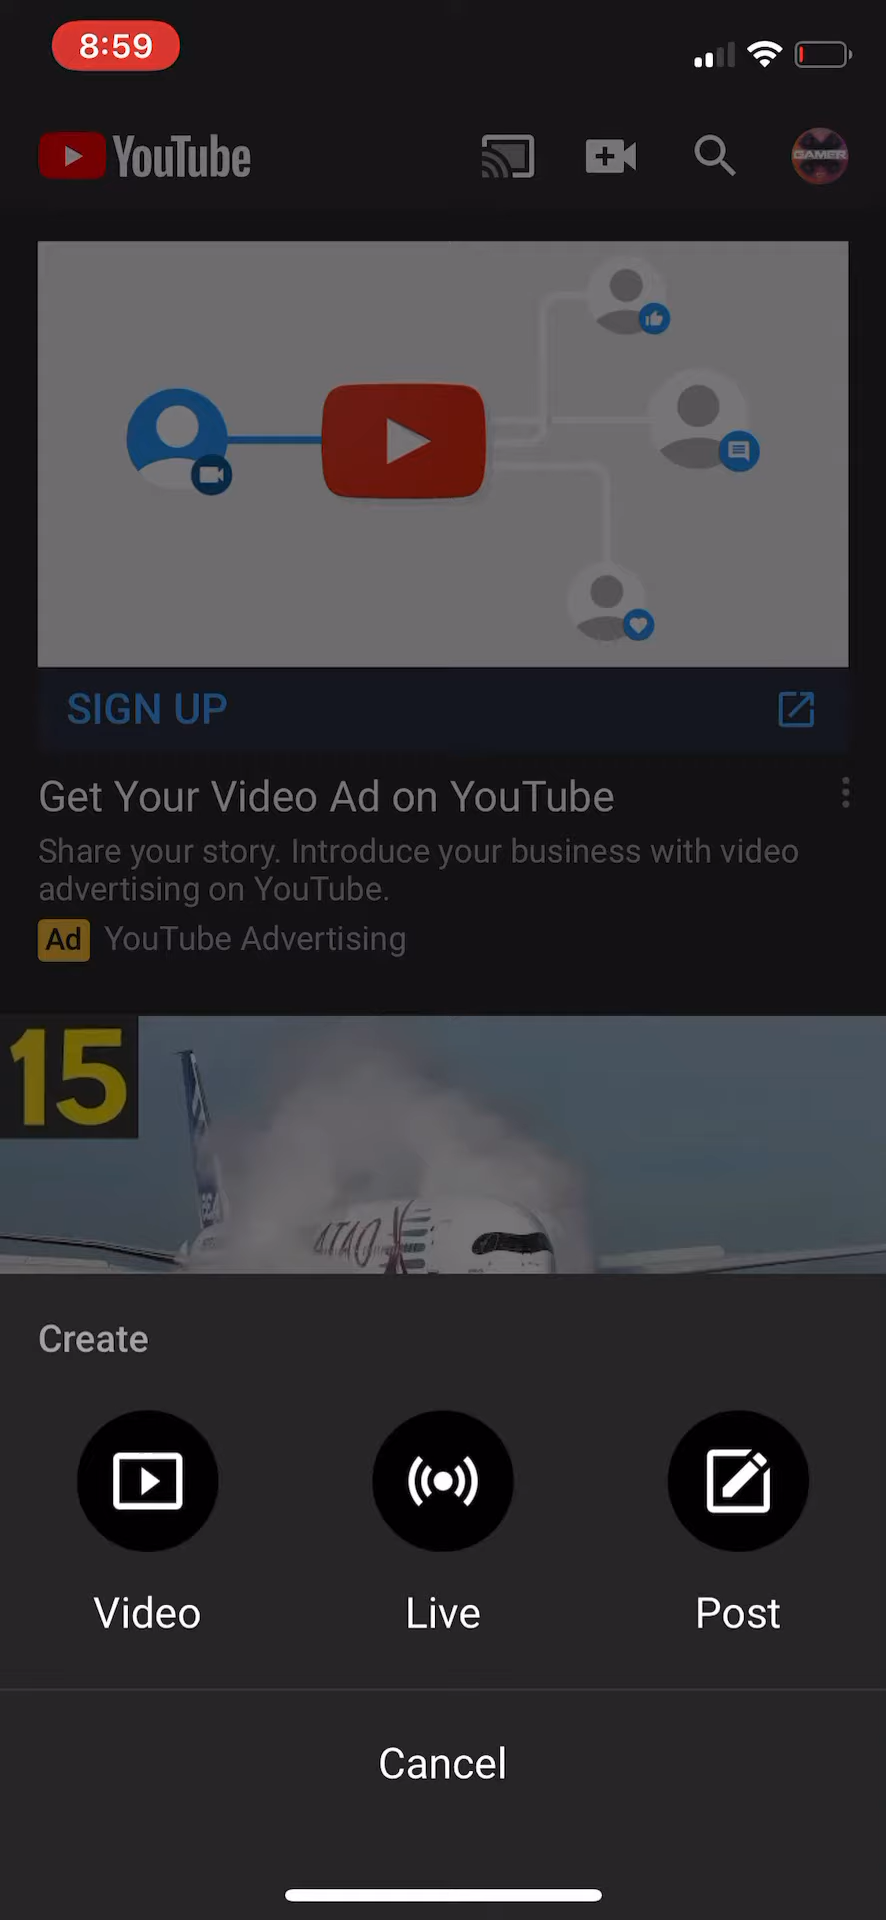 8:59
YouTube
GAMER
SIGN UP
Get Your Video Ad on YouTube
Share your story. Introduce your business with video
advertising on YouTube.
Ad YouTube Advertising
15
Create
Video Live Post
Cancel